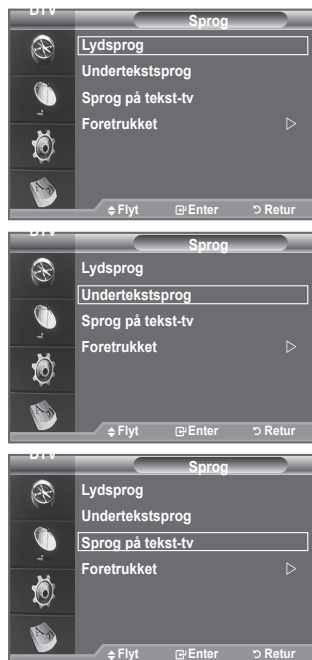 DTV
Sprog
Lydsprog
Undertekstsprog
Sprog på tekst-tv
Foretrukket
Flyt Enter Retur
DTV
Sprog
Lydsprog
Undertekstsprog
Sprog på tekst-tv
Foretrukket
Flyt Enter Retur
DTV
Sprog
Lydsprog
Undertekstsprog
Sprog på tekst-tv
Foretrukket
Flyt Enter Retur